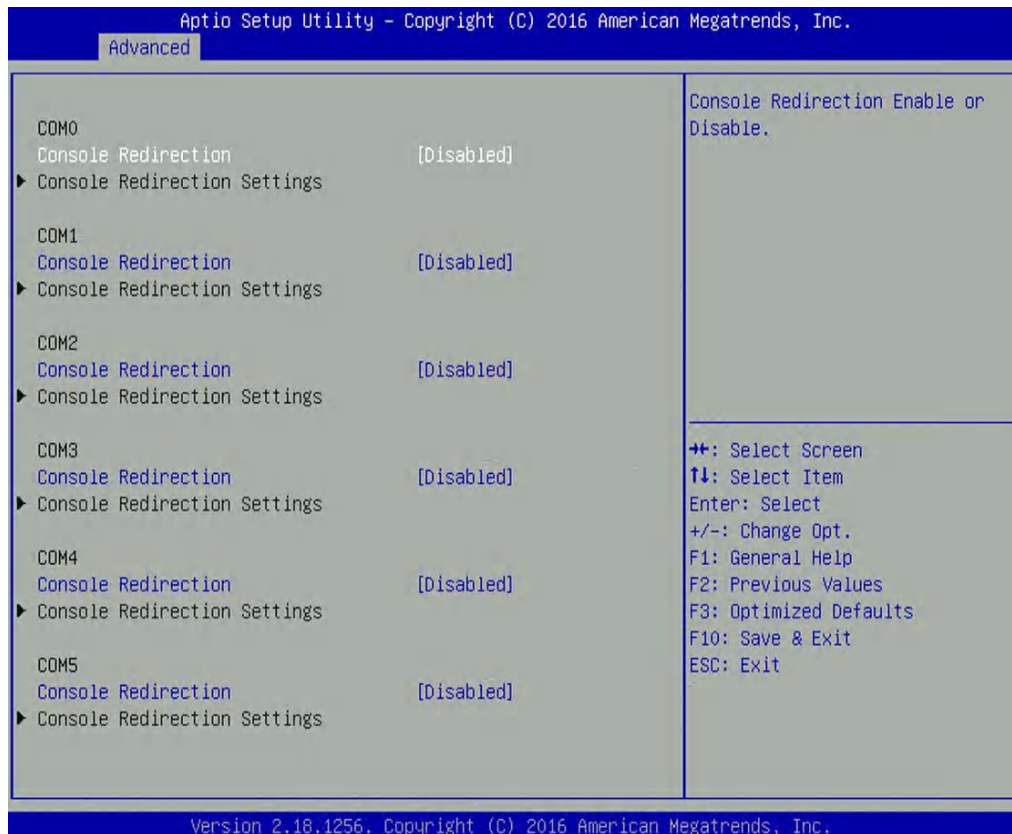 Aptio Setup Utility – Copyright (C) 2016 American Megatrends, Inc.
Advanced
COM0
Console Redirection [Disabled]
▶ Console Redirection Settings
COM1
Console Redirection [Disabled]
▶ Console Redirection Settings
COM2
Console Redirection [Disabled]
▶ Console Redirection Settings
COM3
Console Redirection [Disabled]
▶ Console Redirection Settings
COM4
Console Redirection [Disabled]
▶ Console Redirection Settings
COM5
Console Redirection [Disabled]
▶ Console Redirection Settings
Console Redirection Enable or
Disable.
→←: Select Screen
↑↓: Select Item
Enter: Select
+/-: Change Opt.
F1: General Help
F2: Previous Values
F3: Optimized Defaults
F10: Save & Exit
ESC: Exit
Version 2.18.1256. Copyright (C) 2016 American Megatrends, Inc.